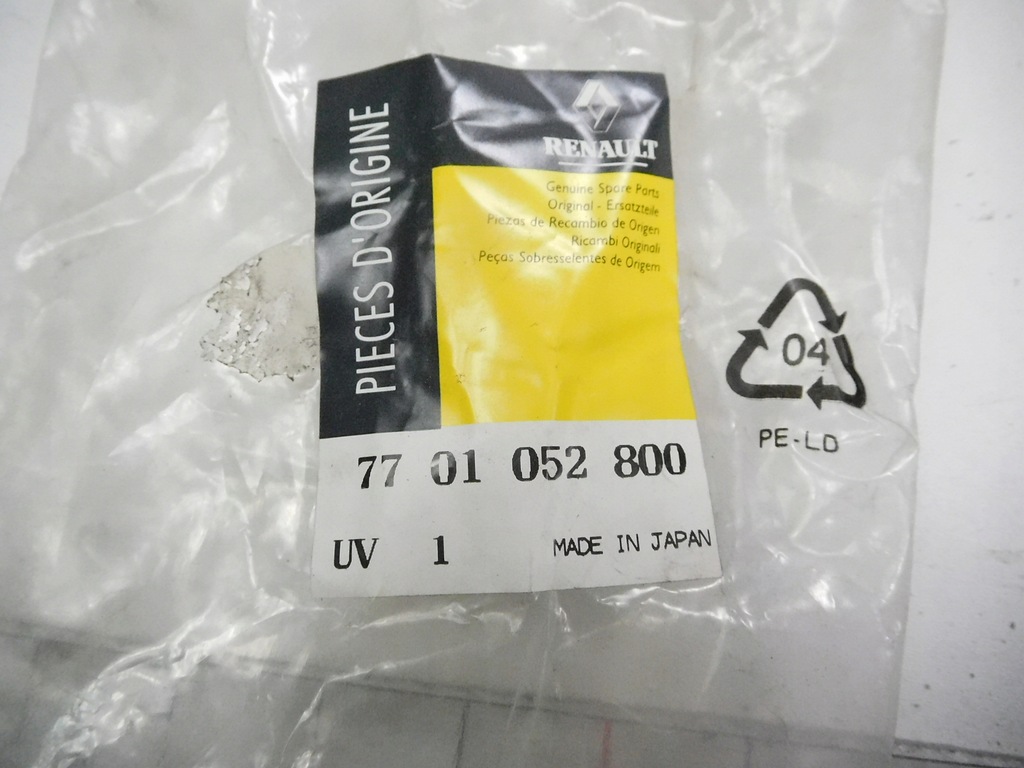 PIECES D'ORIGINE
RENAULT
Genuine Spare Parts
Original - Ersatzteile
Piezas de Recambio de Origen
Ricambi Originali
Peças Sobresselentes de Origem
77 01 052 800
UV 1 MADE IN JAPAN
04
PE-LD